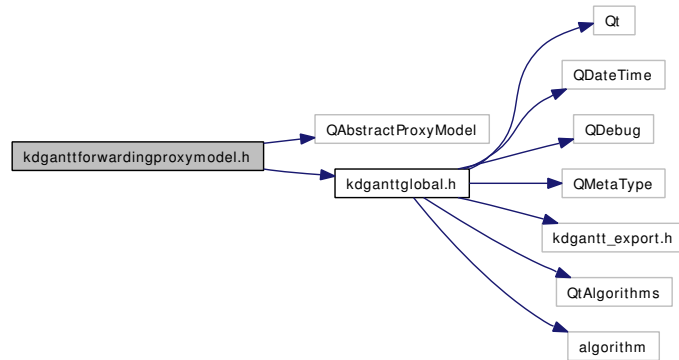 Qt
QDateTime
QAbstractProxyModel
QDebug
kdganttforwardingproxymodel.h
kdganttglobal.h
QMetaType
kdgantt_export.h
QtAlgorithms
algorithm